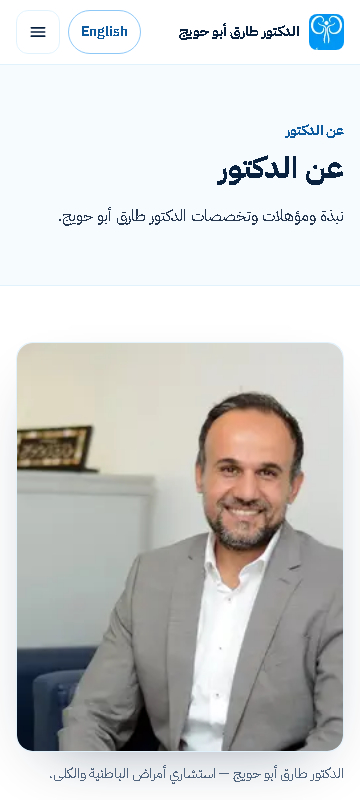 الدكتور طارق أبو حويج
English
عن الدكتور
عن الدكتور
نبذة ومؤهلات وتخصصات الدكتور طارق أبو حويج.
الدكتور طارق أبو حويج — استشاري أمراض الباطنية والكلى.